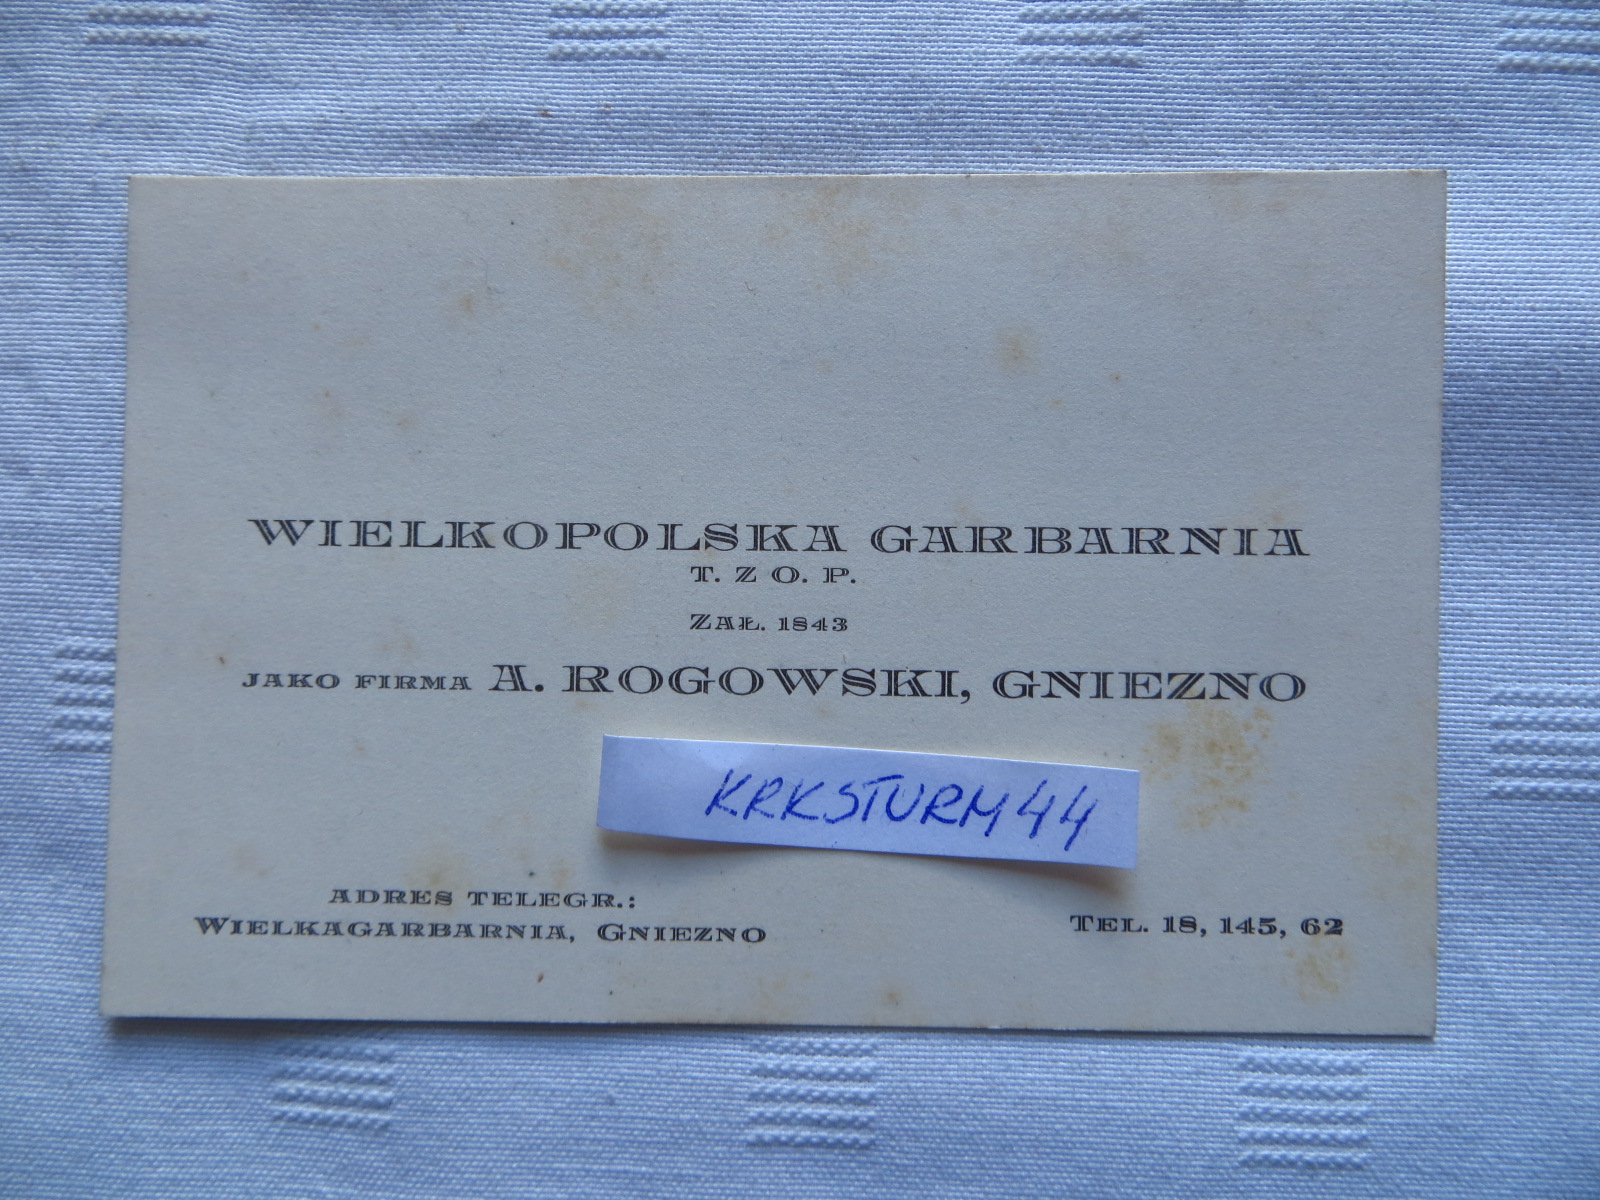 WIELKOPOLSKA GARBARNIA
T. Z O. P.
ZAŁ. 1843
JAKO FIRMA A. ROGOWSKI, GNIEZNO
KRKSTURM44
ADRES TELEGR.:
WIELKAGARBARNIA, GNIEZNO
TEL. 18, 145, 62